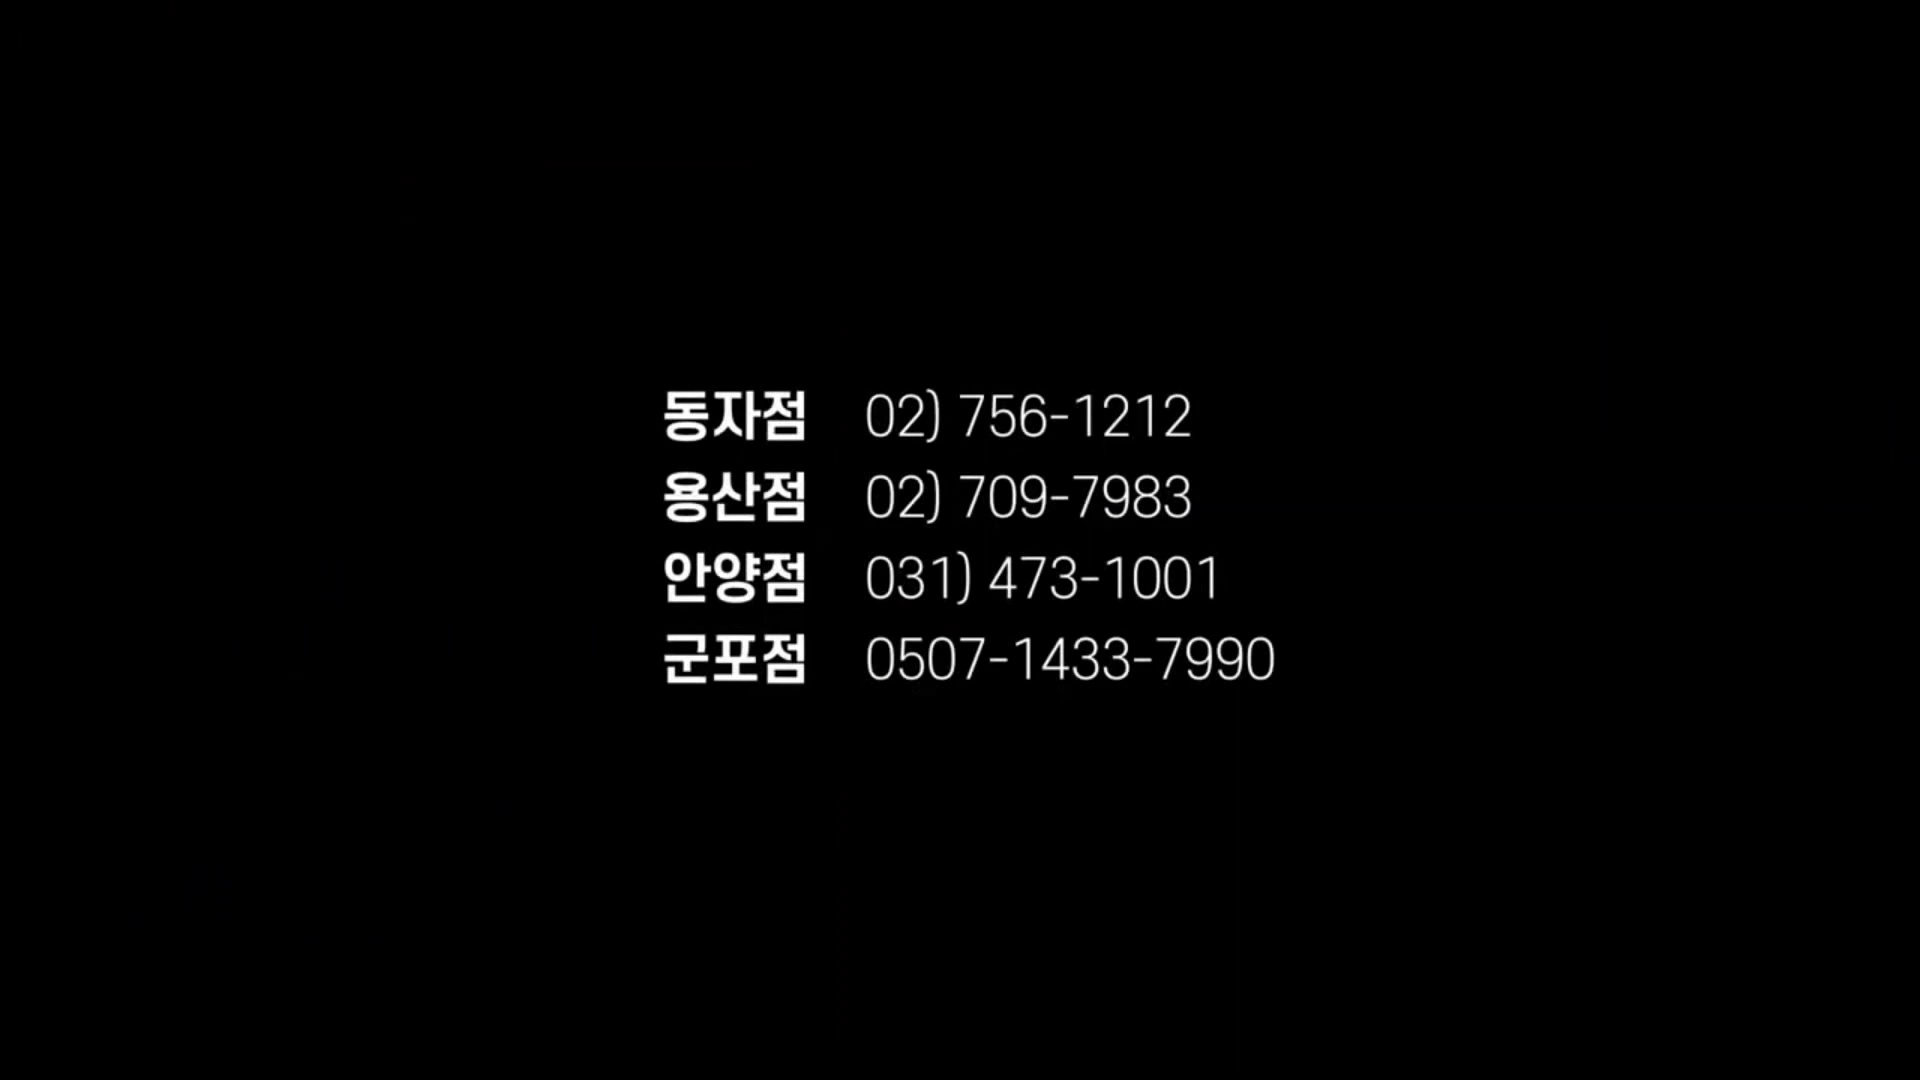 동자점 02) 756-1212
용산점 02) 709-7983
안양점 031) 473-1001
군포점 0507-1433-7990